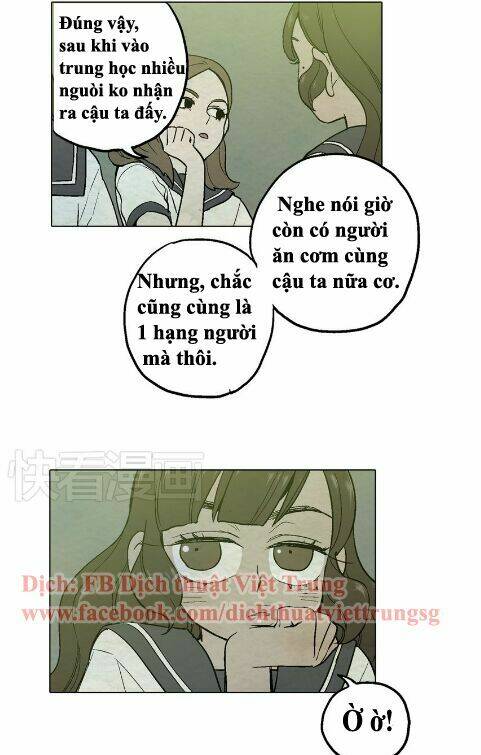 Đúng vậy,
sau khi vào
trung học nhiều
nguòi ko nhận
ra cậu ta đấy.
Nghe nói giờ
còn có người
ăn cơm cùng
cậu ta nữa cơ.
Nhưng, chắc
cũng cùng là
1 hạng người
mà thôi.
快看漫画
Dịch: FB Dịch thuật Việt Trung
www.facebook.com/dichthuatviettrungsg
Ờ ờ!